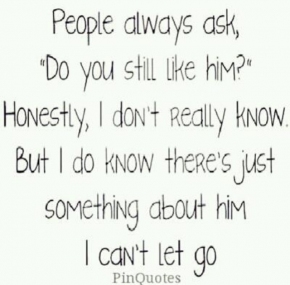 People always ask,
"Do you still like him?"
Honestly, I don't really know.
But I do know there's just
something about him
I can't let go
PinQuotes